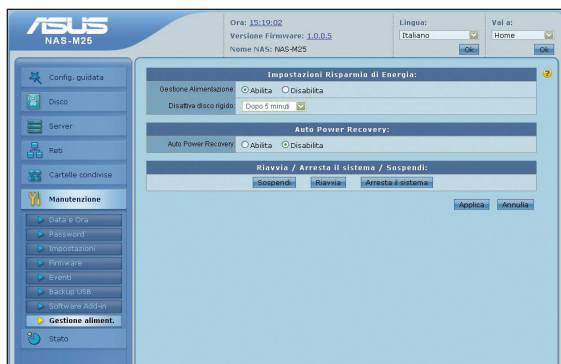 ASUS
NAS-M25
Ora: 15:19:02
Versione Firmware: 1.0.0.5
Nome NAS: NAS-M25
Lingua:
Italiano
Ok
Vai a:
Home
Ok
Config. guidata
Disco
Server
Reti
Cartelle condivise
Manutenzione
Data e Ora
Password
Impostazioni
Firmware
Eventi
Backup USB
Software Add-in
Gestione aliment.
Stato
Impostazioni Risparmio di Energia:
Gestione Alimentazione: Abilita Disabilita
Disattiva disco rigido: Dopo 5 minuti
Auto Power Recovery:
Auto Power Recovery: Abilita Disabilita
Riavvia / Arresta il sistema / Sospendi:
Sospendi Riavvia Arresta il sistema
Applica Annulla